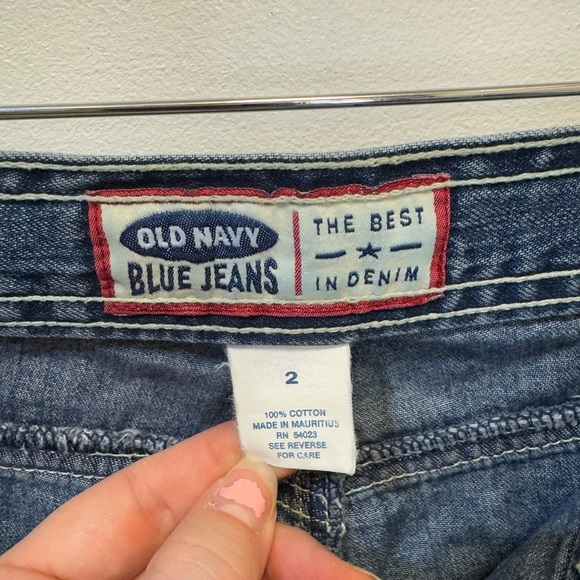 OLD NAVY
BLUE JEANS
THE BEST
IN DENIM
2
100% COTTON
MADE IN MAURITIUS
RN 54023
SEE REVERSE
FOR CARE